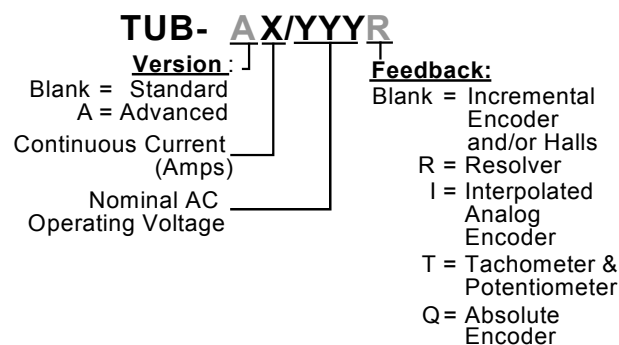 TUB- AX/YYYR
Version:
Blank = Standard
A = Advanced
Continuous Current
(Amps)
Nominal AC
Operating Voltage
Feedback:
Blank = Incremental
Encoder
and/or Halls
R = Resolver
I = Interpolated
Analog
Encoder
T = Tachometer &
Potentiometer
Q = Absolute
Encoder